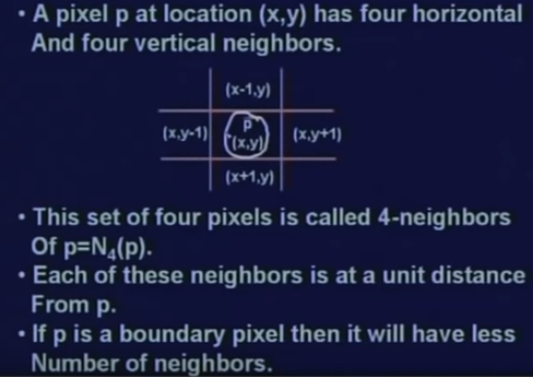 • A pixel p at location (x,y) has four horizontal
And four vertical neighbors.
(x-1,y)
(x,y-1) p (x,y+1)
(x,y)
(x+1,y)
• This set of four pixels is called 4-neighbors
Of p=N₄(p).
• Each of these neighbors is at a unit distance
From p.
• If p is a boundary pixel then it will have less
Number of neighbors.